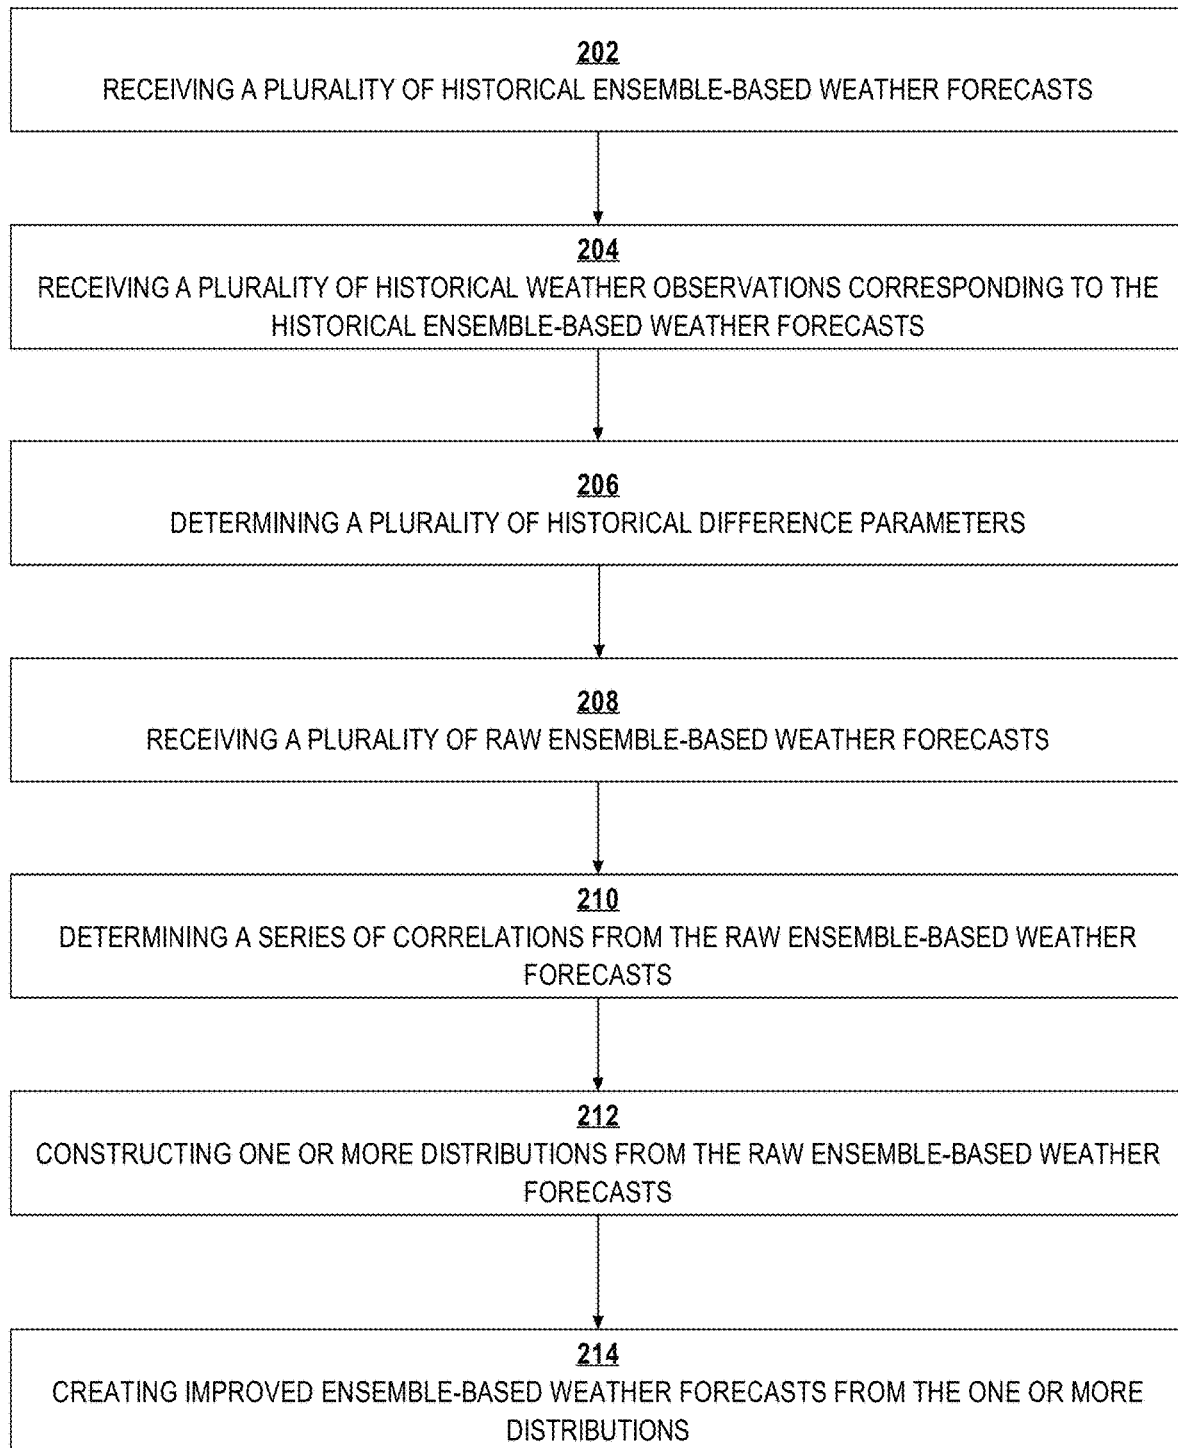 202
RECEIVING A PLURALITY OF HISTORICAL ENSEMBLE-BASED WEATHER FORECASTS
204
RECEIVING A PLURALITY OF HISTORICAL WEATHER OBSERVATIONS CORRESPONDING TO THE
HISTORICAL ENSEMBLE-BASED WEATHER FORECASTS
206
DETERMINING A PLURALITY OF HISTORICAL DIFFERENCE PARAMETERS
208
RECEIVING A PLURALITY OF RAW ENSEMBLE-BASED WEATHER FORECASTS
210
DETERMINING A SERIES OF CORRELATIONS FROM THE RAW ENSEMBLE-BASED WEATHER
FORECASTS
212
CONSTRUCTING ONE OR MORE DISTRIBUTIONS FROM THE RAW ENSEMBLE-BASED WEATHER
FORECASTS
214
CREATING IMPROVED ENSEMBLE-BASED WEATHER FORECASTS FROM THE ONE OR MORE
DISTRIBUTIONS